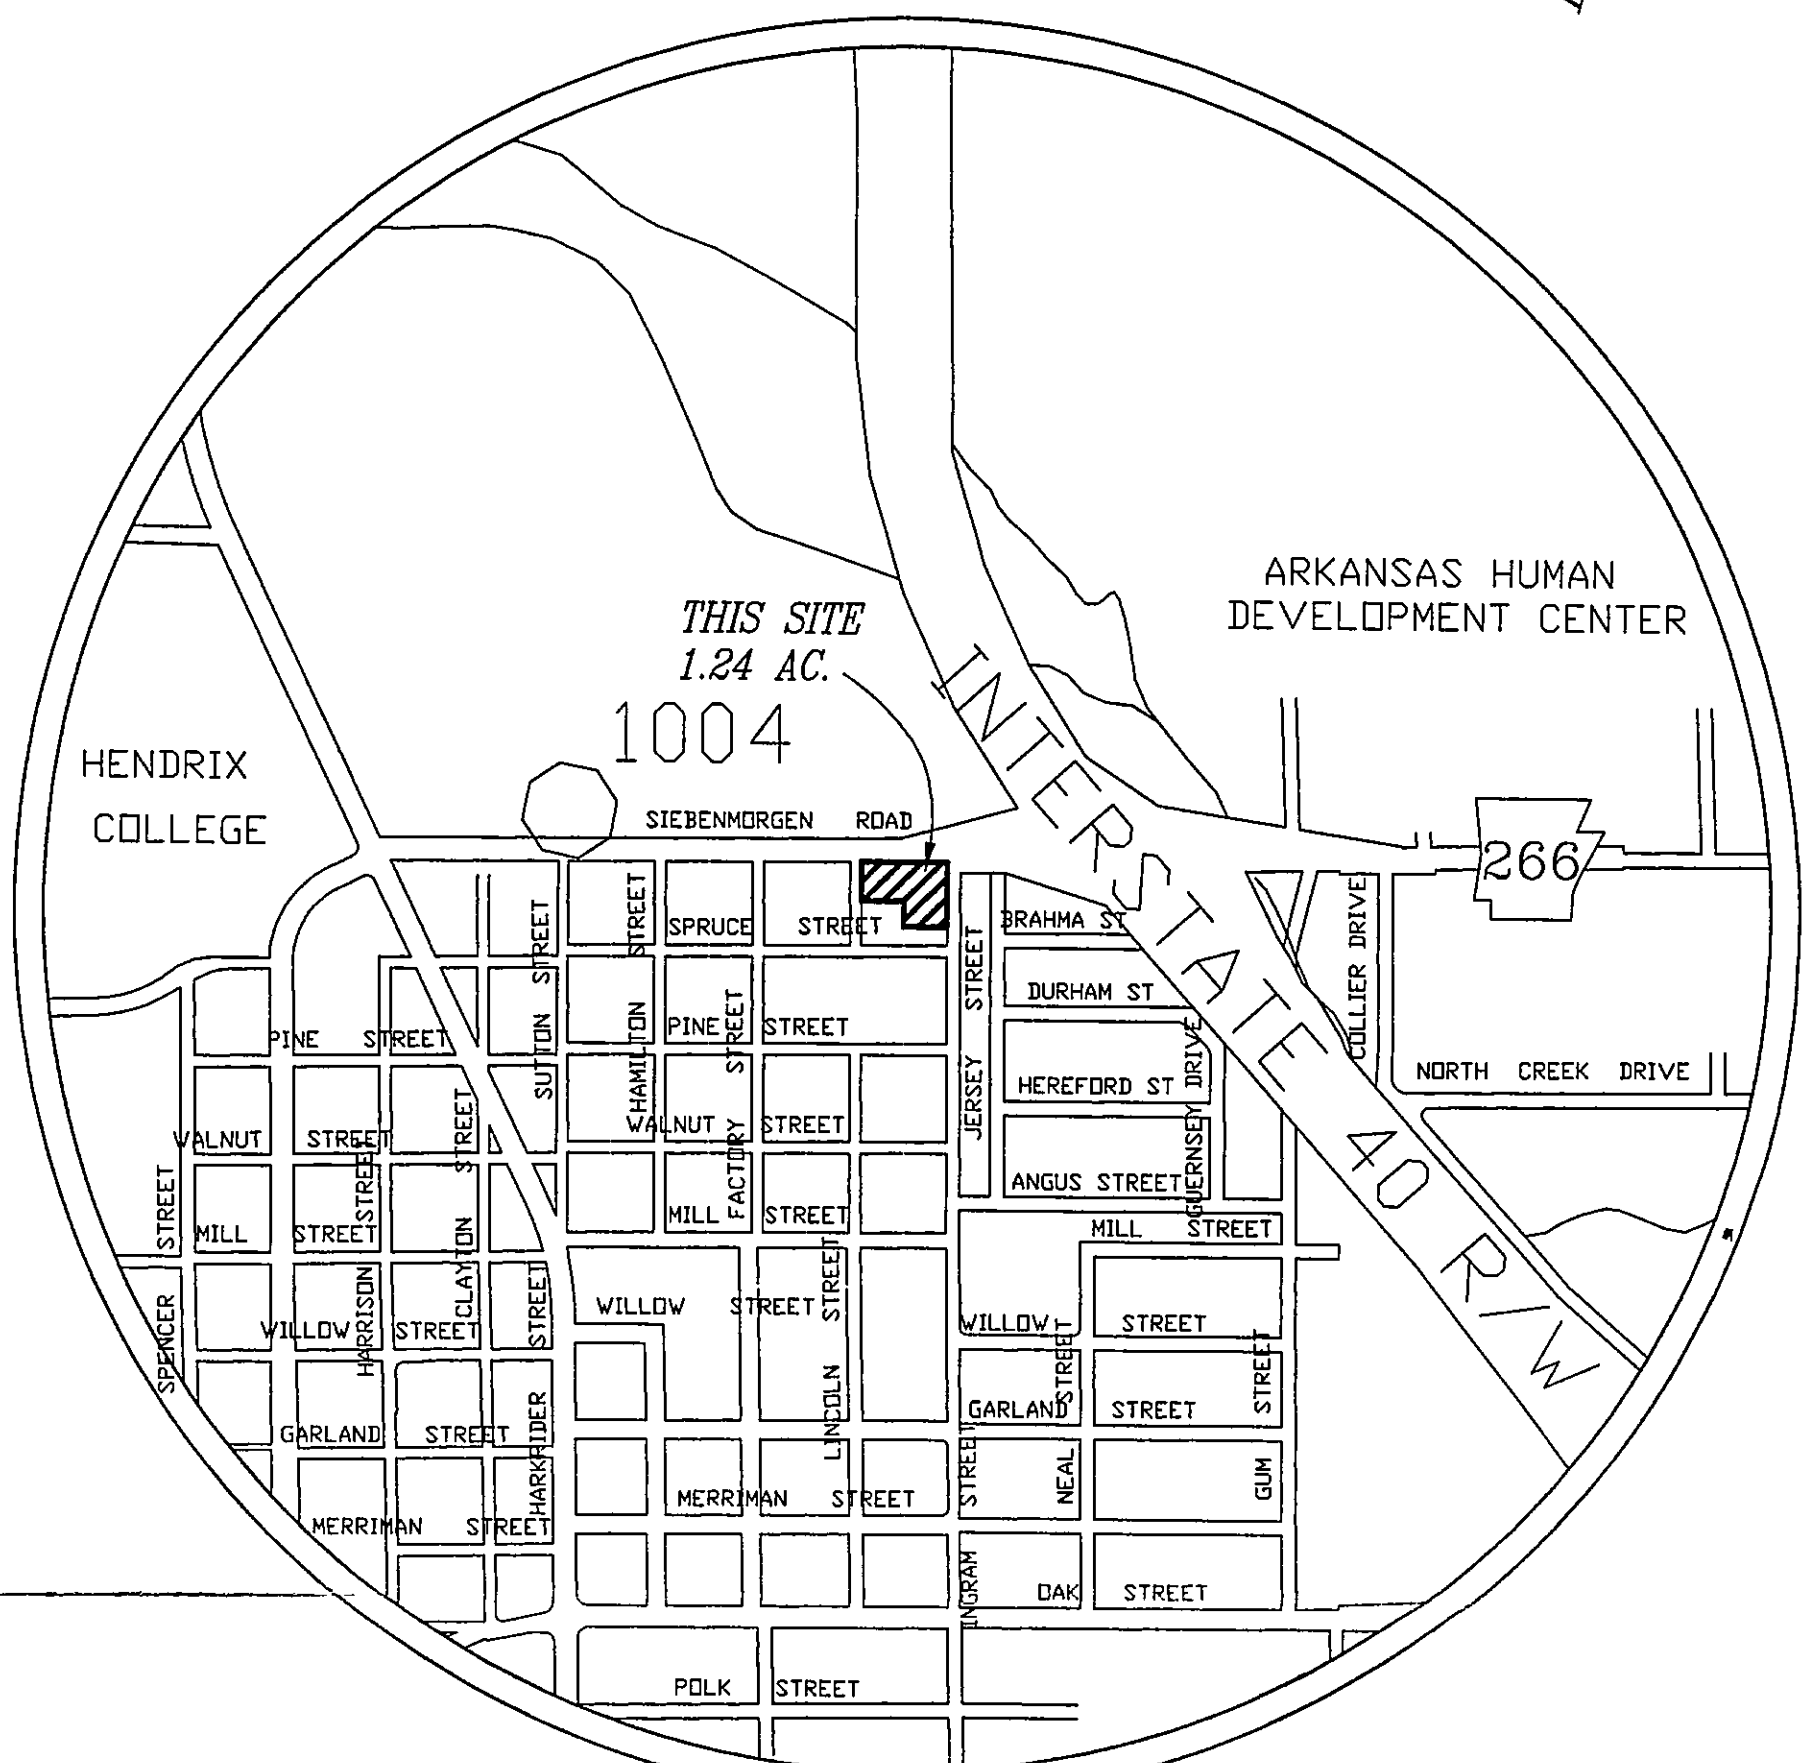 THIS SITE
1.24 AC.
1004
ARKANSAS HUMAN
DEVELOPMENT CENTER
HENDRIX
COLLEGE
SIEBENMORGEN ROAD
INTERSTATE 40 R/W
266
SPRUCE STREET
BRAHMA ST
DURHAM ST
PINE STREET
PINE STREET
HEREFORD ST
NORTH CREEK DRIVE
WALNUT STREET
WALNUT STREET
ANGUS STREET
MILL STREET
MILL STREET
MILL STREET
WILLOW STREET
WILLOW STREET
WILLOW STREET
GARLAND STREET
GARLAND STREET
MERRIMAN STREET
MERRIMAN STREET
OAK STREET
POLK STREET
SPENCER STREET
HARRISON STREET
CLAYTON STREET
HARKRIDER STREET
SUTTON STREET
HAMILTON STREET
FACTORY STREET
LINCOLN STREET
JERSEY STREET
INGRAM STREET
NEAL STREET
GUERNSEY DRIVE
GUM STREET
COLLIER DRIVE